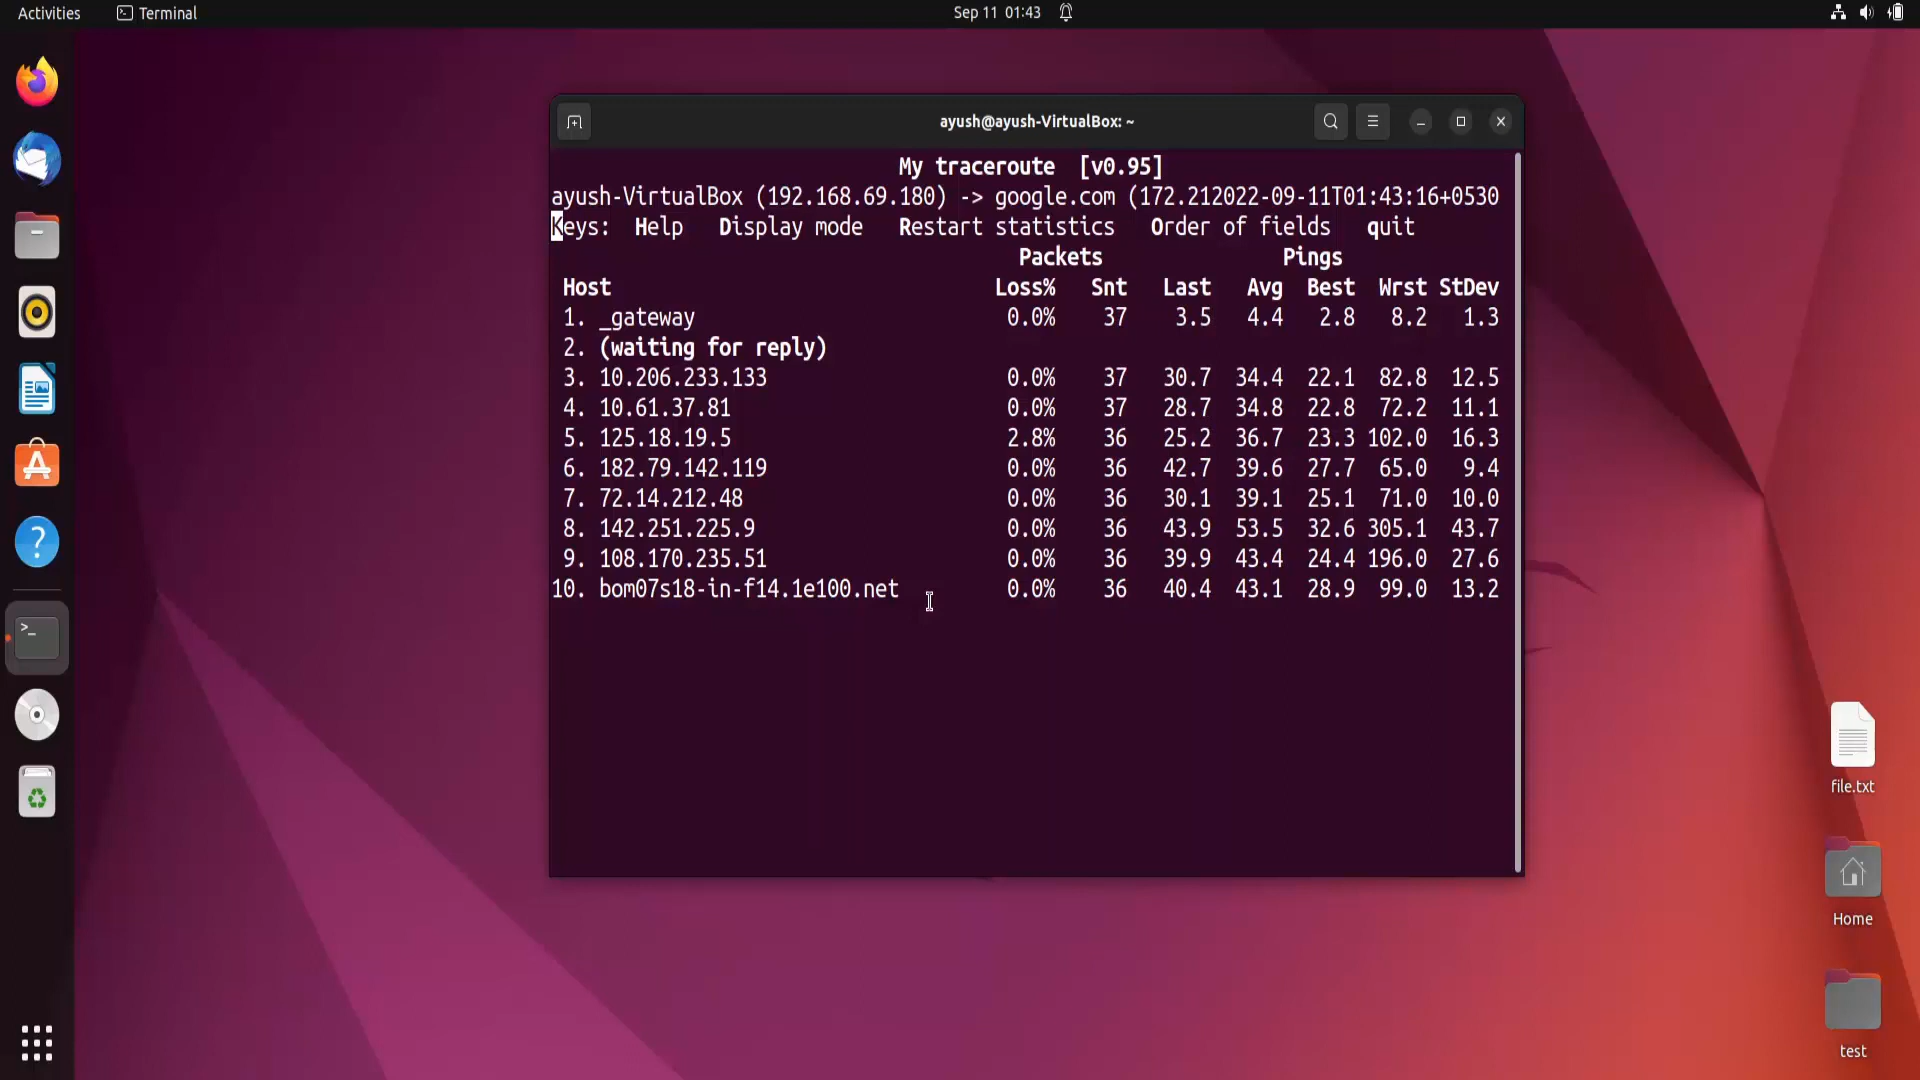 Activities Terminal Sep 11 01:43
ayush@ayush-VirtualBox: ~
My traceroute [v0.95]
ayush-VirtualBox (192.168.69.180) -> google.com (172.212022-09-11T01:43:16+0530
Keys: Help Display mode Restart statistics Order of fields quit
Packets Pings
Host Loss% Snt Last Avg Best Wrst StDev
1. _gateway 0.0% 37 3.5 4.4 2.8 8.2 1.3
2. (waiting for reply)
3. 10.206.233.133 0.0% 37 30.7 34.4 22.1 82.8 12.5
4. 10.61.37.81 0.0% 37 28.7 34.8 22.8 72.2 11.1
5. 125.18.19.5 2.8% 36 25.2 36.7 23.3 102.0 16.3
6. 182.79.142.119 0.0% 36 42.7 39.6 27.7 65.0 9.4
7. 72.14.212.48 0.0% 36 30.1 39.1 25.1 71.0 10.0
8. 142.251.225.9 0.0% 36 43.9 53.5 32.6 305.1 43.7
9. 108.170.235.51 0.0% 36 39.9 43.4 24.4 196.0 27.6
10. bom07s18-in-f14.1e100.net 0.0% 36 40.4 43.1 28.9 99.0 13.2
file.txt
Home
test